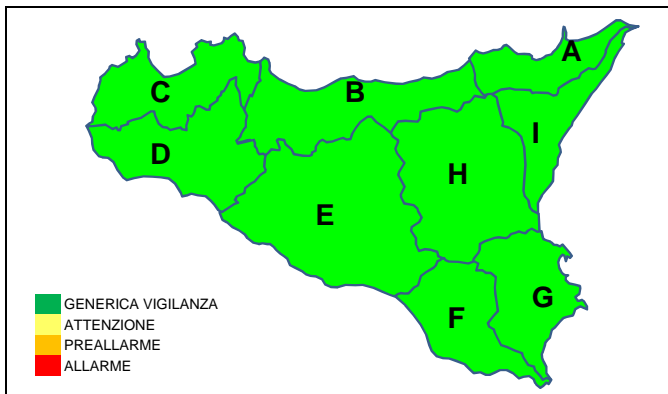 A
B
C
I
D
H
E
G
F
GENERICA VIGILANZA
ATTENZIONE
PREALLARME
ALLARME